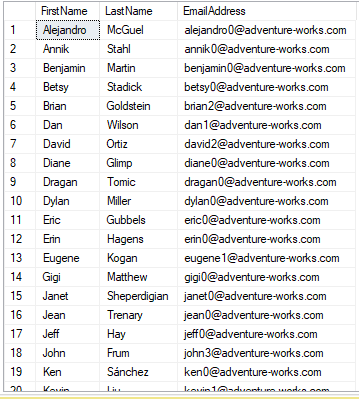 FirstName LastName EmailAddress
1 Alejandro McGuel alejandro0@adventure-works.com
2 Annik Stahl annik0@adventure-works.com
3 Benjamin Martin benjamin0@adventure-works.com
4 Betsy Stadick betsy0@adventure-works.com
5 Brian Goldstein brian2@adventure-works.com
6 Dan Wilson dan1@adventure-works.com
7 David Ortiz david2@adventure-works.com
8 Diane Glimp diane0@adventure-works.com
9 Dragan Tomic dragan0@adventure-works.com
10 Dylan Miller dylan0@adventure-works.com
11 Eric Gubbels eric0@adventure-works.com
12 Erin Hagens erin0@adventure-works.com
13 Eugene Kogan eugene1@adventure-works.com
14 Gigi Matthew gigi0@adventure-works.com
15 Janet Sheperdigian janet0@adventure-works.com
16 Jean Trenary jean0@adventure-works.com
17 Jeff Hay jeff0@adventure-works.com
18 John Frum john3@adventure-works.com
19 Ken Sánchez ken0@adventure-works.com
20 Kevin Liu kevin1@adventure-works.com